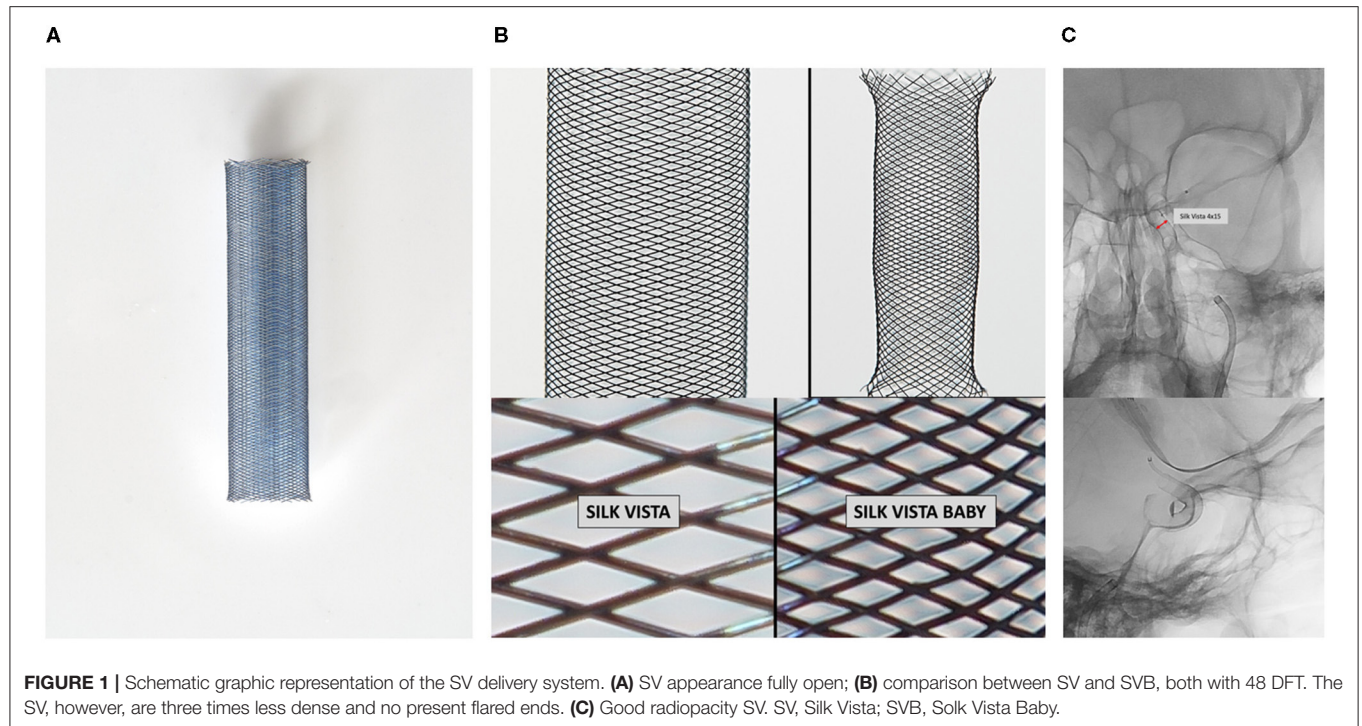 A
B
C
Silk Vista 4x15
SILK VISTA
SILK VISTA BABY
FIGURE 1 | Schematic graphic representation of the SV delivery system. (A) SV appearance fully open; (B) comparison between SV and SVB, both with 48 DFT. The
SV, however, are three times less dense and no present flared ends. (C) Good radiopacity SV. SV, Silk Vista; SVB, Solk Vista Baby.